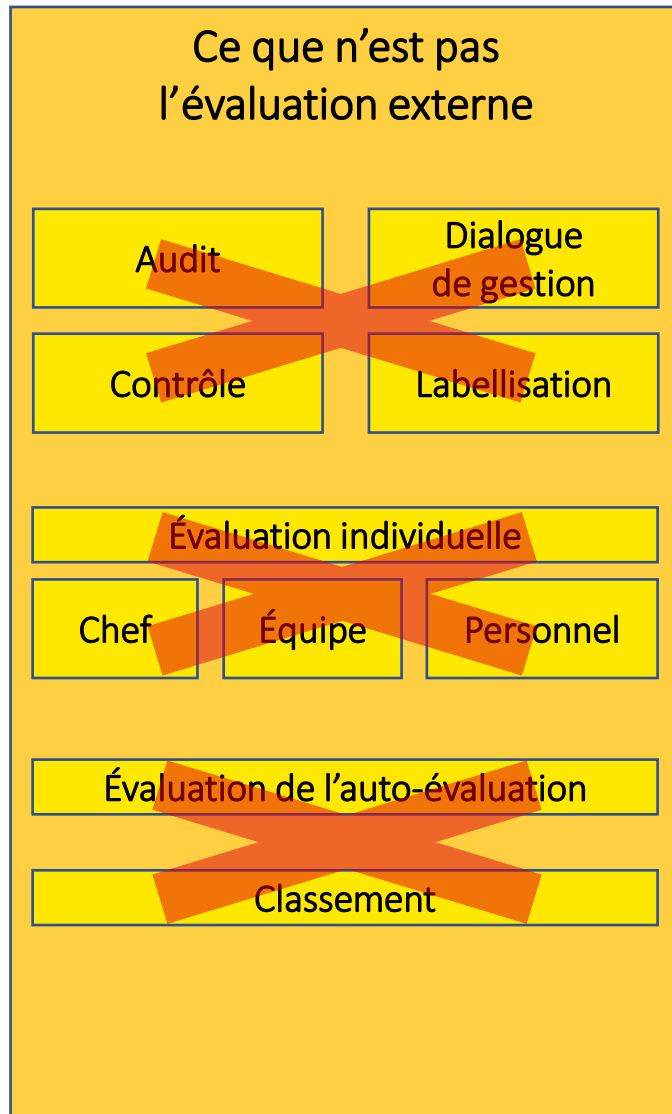 Ce que n’est pas
l’évaluation externe
Audit
Dialogue
de gestion
Contrôle
Labellisation
Évaluation individuelle
Chef
Équipe
Personnel
Évaluation de l’auto-évaluation
Classement